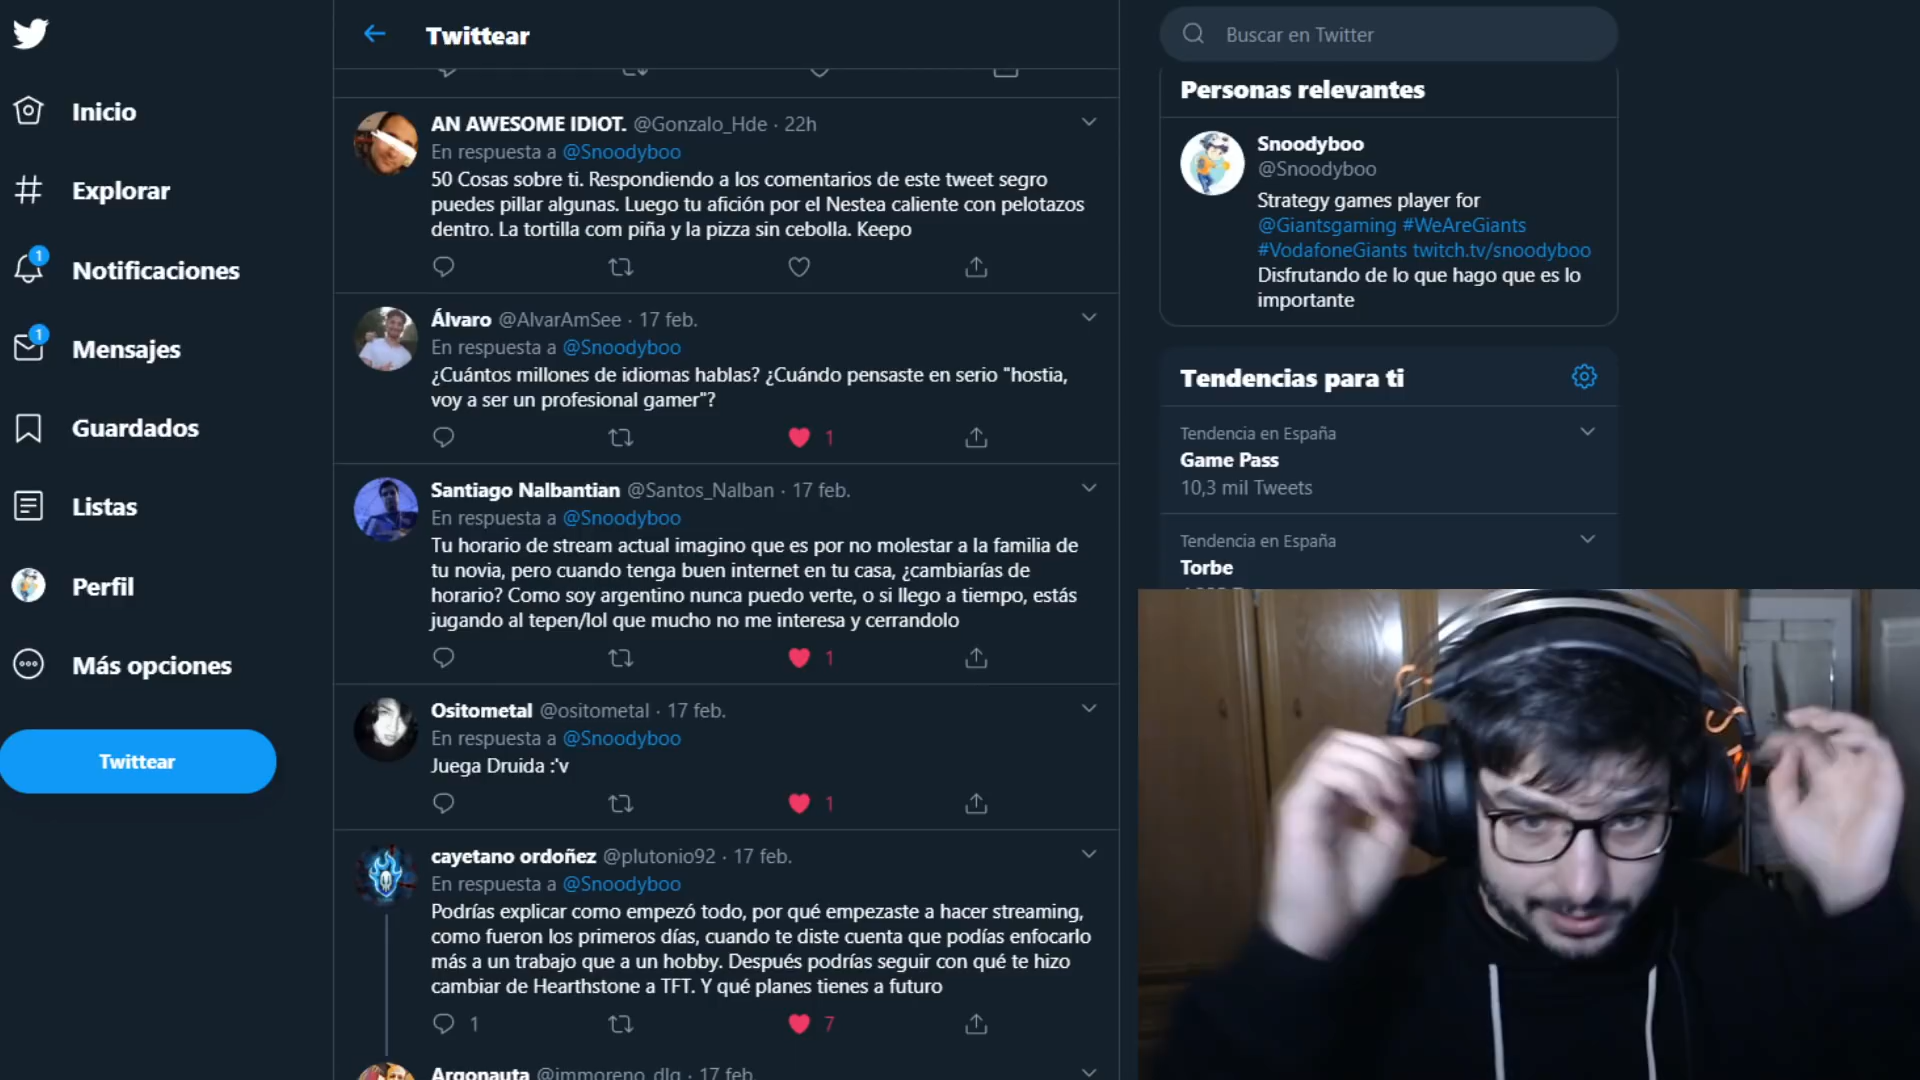 Inicio
Explorar
1
Notificaciones
1
Mensajes
Guardados
Listas
Perfil
Más opciones
Twittear
Twittear
AN AWESOME IDIOT. @Gonzalo_Hde · 22h
En respuesta a @Snoodyboo
50 Cosas sobre ti. Respondiendo a los comentarios de este tweet segro
puedes pillar algunas. Luego tu afición por el Nestea caliente con pelotazos
dentro. La tortilla com piña y la pizza sin cebolla. Keepo
Álvaro @AlvarAmSee · 17 feb.
En respuesta a @Snoodyboo
¿Cuántos millones de idiomas hablas? ¿Cuándo pensaste en serio "hostia,
voy a ser un profesional gamer"?
1
Santiago Nalbantian @Santos_Nalban · 17 feb.
En respuesta a @Snoodyboo
Tu horario de stream actual imagino que es por no molestar a la familia de
tu novia, pero cuando tenga buen internet en tu casa, ¿cambiarías de
horario? Como soy argentino nunca puedo verte, o si llego a tiempo, estás
jugando al tepen/lol que mucho no me interesa y cerrandolo
1
Ositometal @ositometal · 17 feb.
En respuesta a @Snoodyboo
Juega Druida :'v
1
cayetano ordoñez @plutonio92 · 17 feb.
En respuesta a @Snoodyboo
Podrías explicar como empezó todo, por qué empezaste a hacer streaming,
como fueron los primeros días, cuando te diste cuenta que podías enfocarlo
más a un trabajo que a un hobby. Después podrías seguir con qué te hizo
cambiar de Hearthstone a TFT. Y qué planes tienes a futuro
1 7
Argonauta @jmmoreno_dlg · 17 feb.
Buscar en Twitter
Personas relevantes
Snoodyboo
@Snoodyboo
Strategy games player for
@Giantsgaming #WeAreGiants
#VodafoneGiants twitch.tv/snoodyboo
Disfrutando de lo que hago que es lo
importante
Tendencias para ti
Tendencia en España
Game Pass
10,3 mil Tweets
Tendencia en España
Torbe